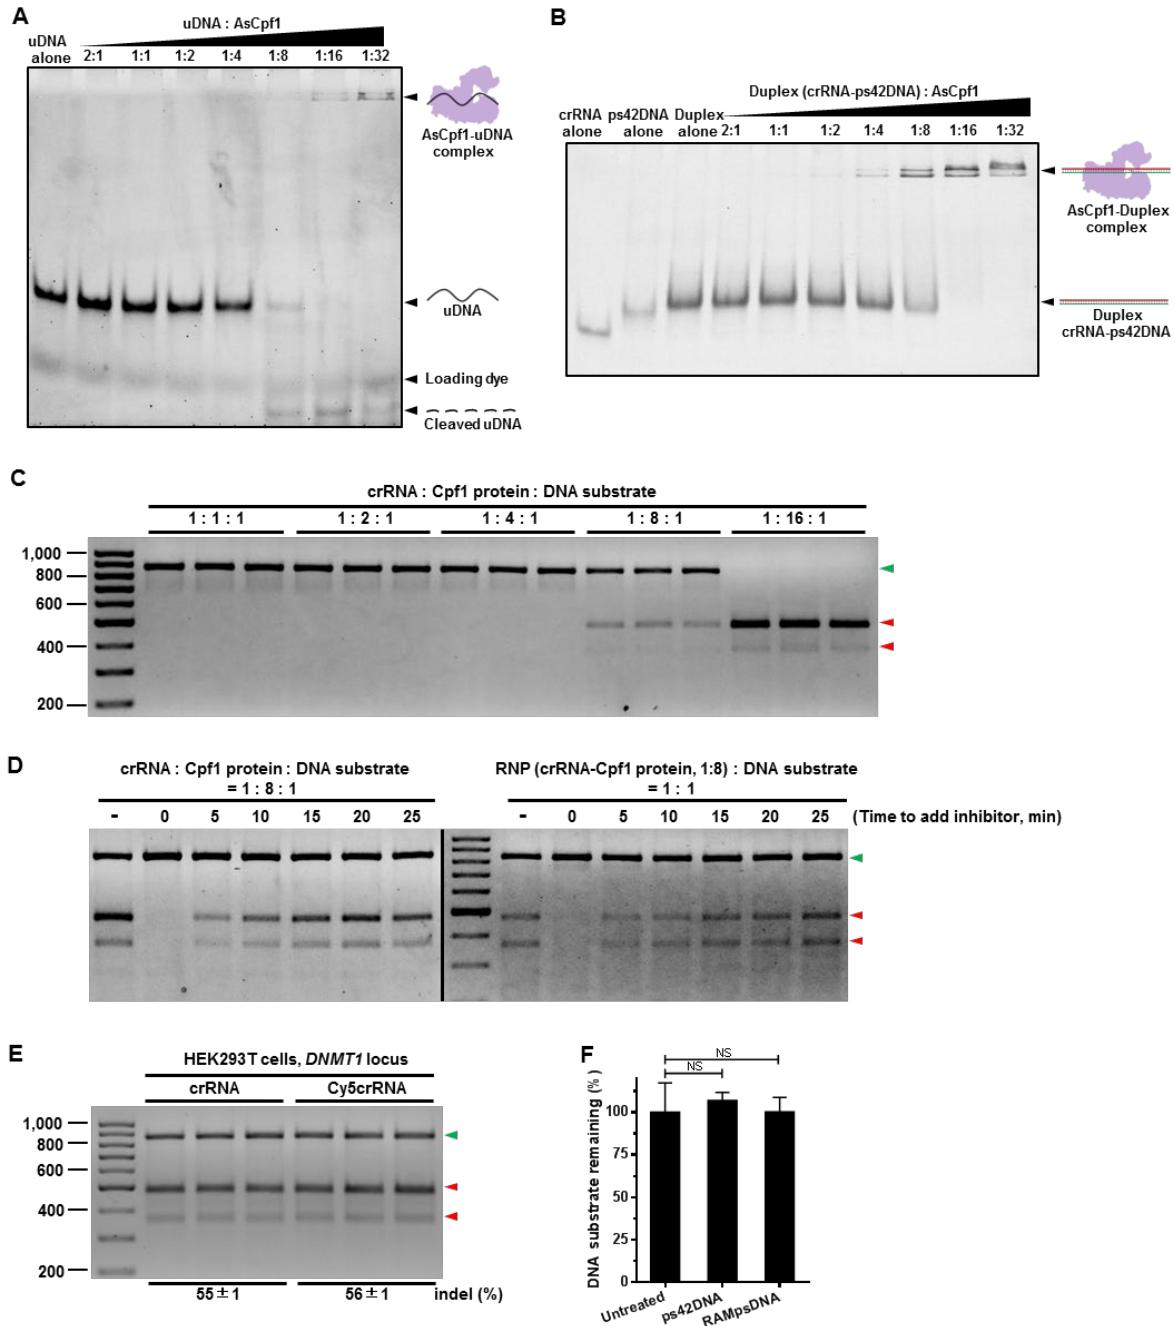 A
uDNA : AsCpf1
uDNA alone
2:1 1:1 1:2 1:4 1:8 1:16 1:32
AsCpf1-uDNA
complex
uDNA
Loading dye
Cleaved uDNA
B
Duplex (crRNA-ps42DNA) : AsCpf1
crRNA ps42DNA Duplex
alone alone alone 2:1 1:1 1:2 1:4 1:8 1:16 1:32
AsCpf1-Duplex
complex
Duplex
crRNA-ps42DNA
C
crRNA : Cpf1 protein : DNA substrate
1 : 1 : 1 1 : 2 : 1 1 : 4 : 1 1 : 8 : 1 1 : 16 : 1
1,000
800
600
400
200
D
crRNA : Cpf1 protein : DNA substrate
= 1 : 8 : 1
- 0 5 10 15 20 25
RNP (crRNA-Cpf1 protein, 1:8) : DNA substrate
= 1 : 1
- 0 5 10 15 20 25 (Time to add inhibitor, min)
E
HEK293T cells, DNMT1 locus
crRNA Cy5crRNA
1,000
800
600
400
200
55 ± 1 56 ± 1 indel (%)
F
NS
NS
DNA substrate remaining (%)
100
75
50
25
0
Untreated
ps42DNA
RAMpsDNA